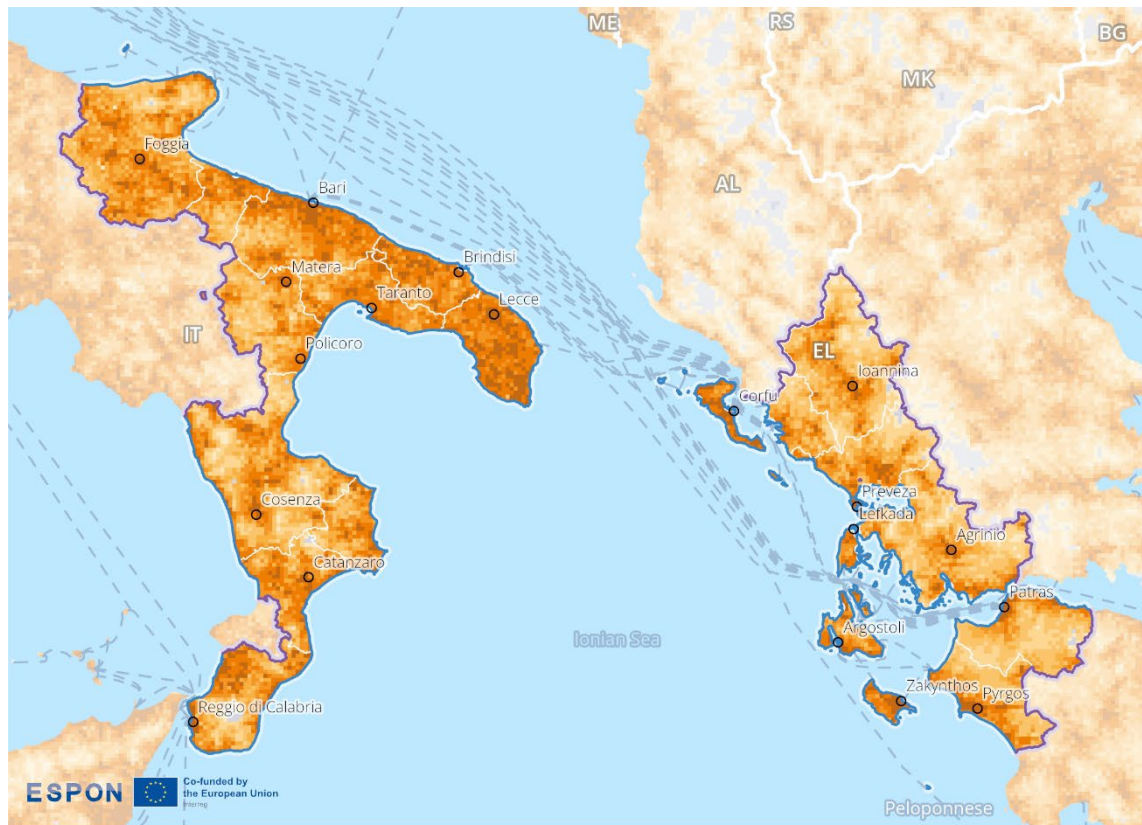 ME
RS
BG
MK
Foggia
AL
Bari
Brindisi
Matera
Taranto
Lecce
IT
Policoro
EL
Ioannina
Corfu
Cosenza
Preveza
Lefkada
Agrinio
Catanzaro
Patras
Ionian Sea
Argostoli
Zakynthos
Pyrgos
Reggio di Calabria
ESPON
Co-funded by
the European Union
Interreg
Peloponnese